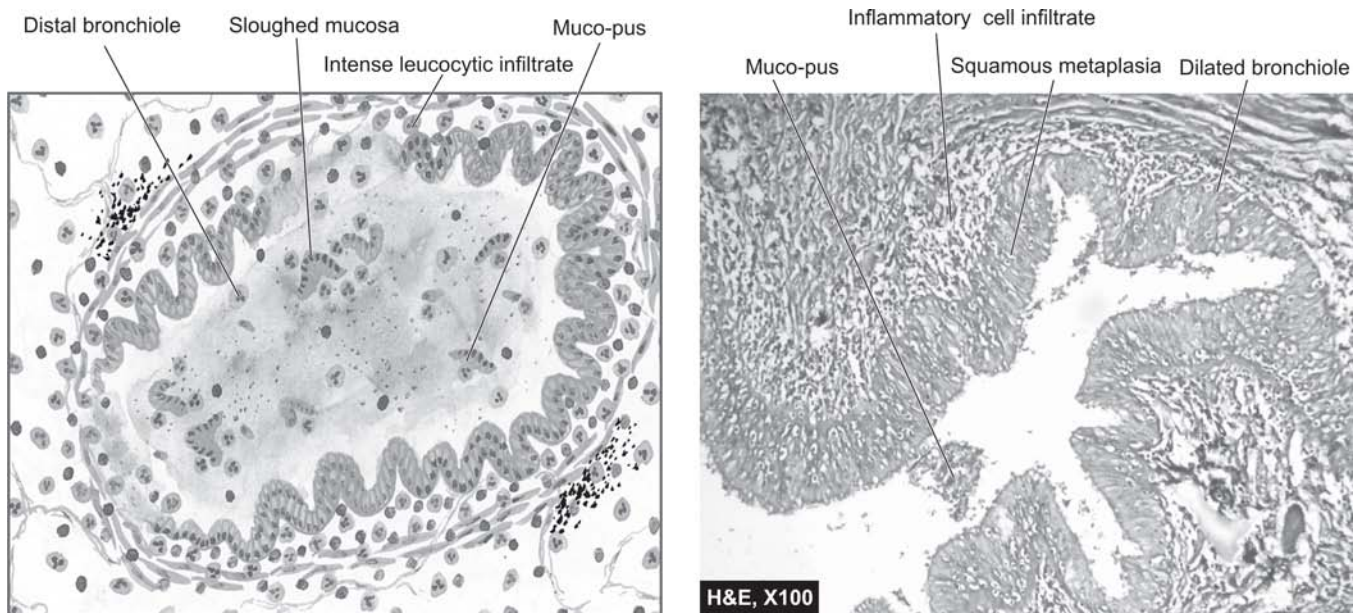 Distal bronchiole
Sloughed mucosa
Muco-pus
Intense leucocytic infiltrate
Inflammatory cell infiltrate
Muco-pus
Squamous metaplasia
Dilated bronchiole
H&E, X100